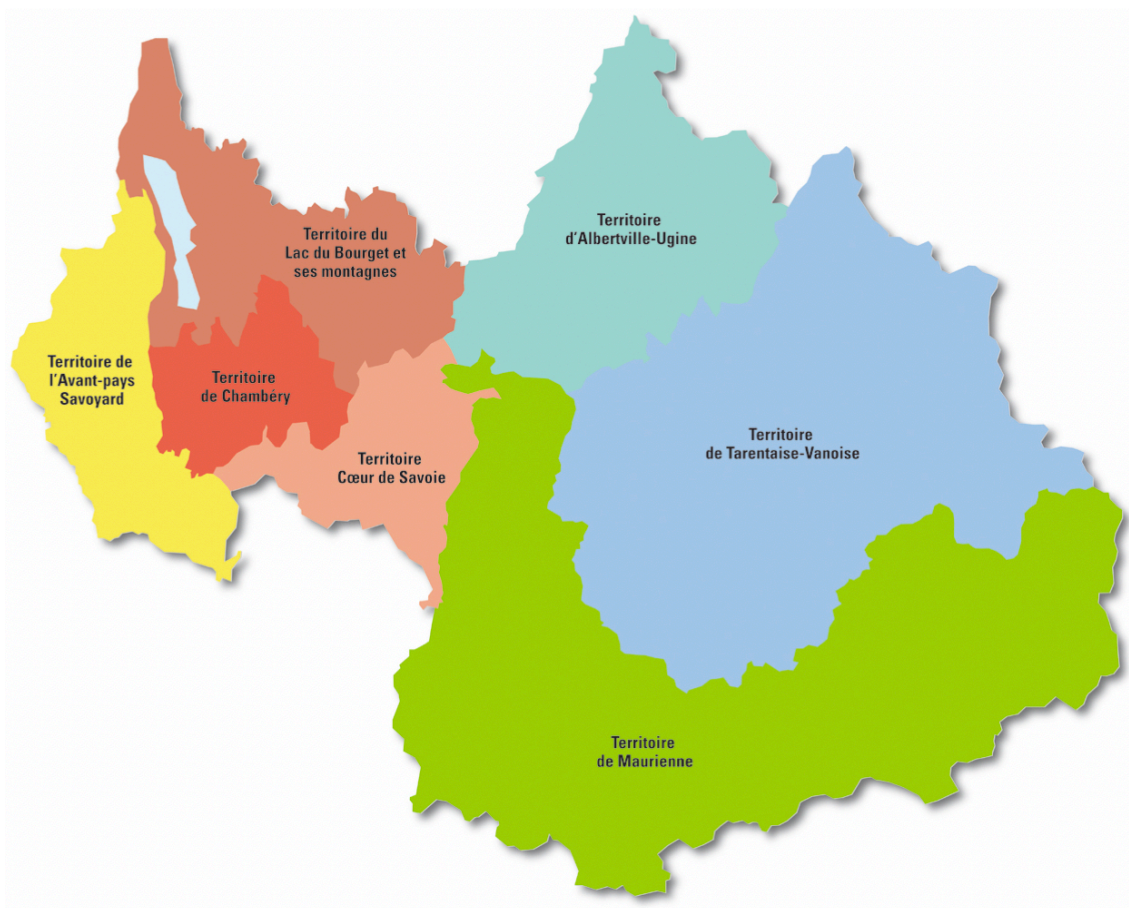 Territoire
d'Albertville-Ugine
Territoire du
Lac du Bourget et
ses montagnes
Territoire de
l'Avant-pays
Savoyard
Territoire
de Chambéry
Territoire
Cœur de Savoie
Territoire
de Tarentaise-Vanoise
Territoire
de Maurienne